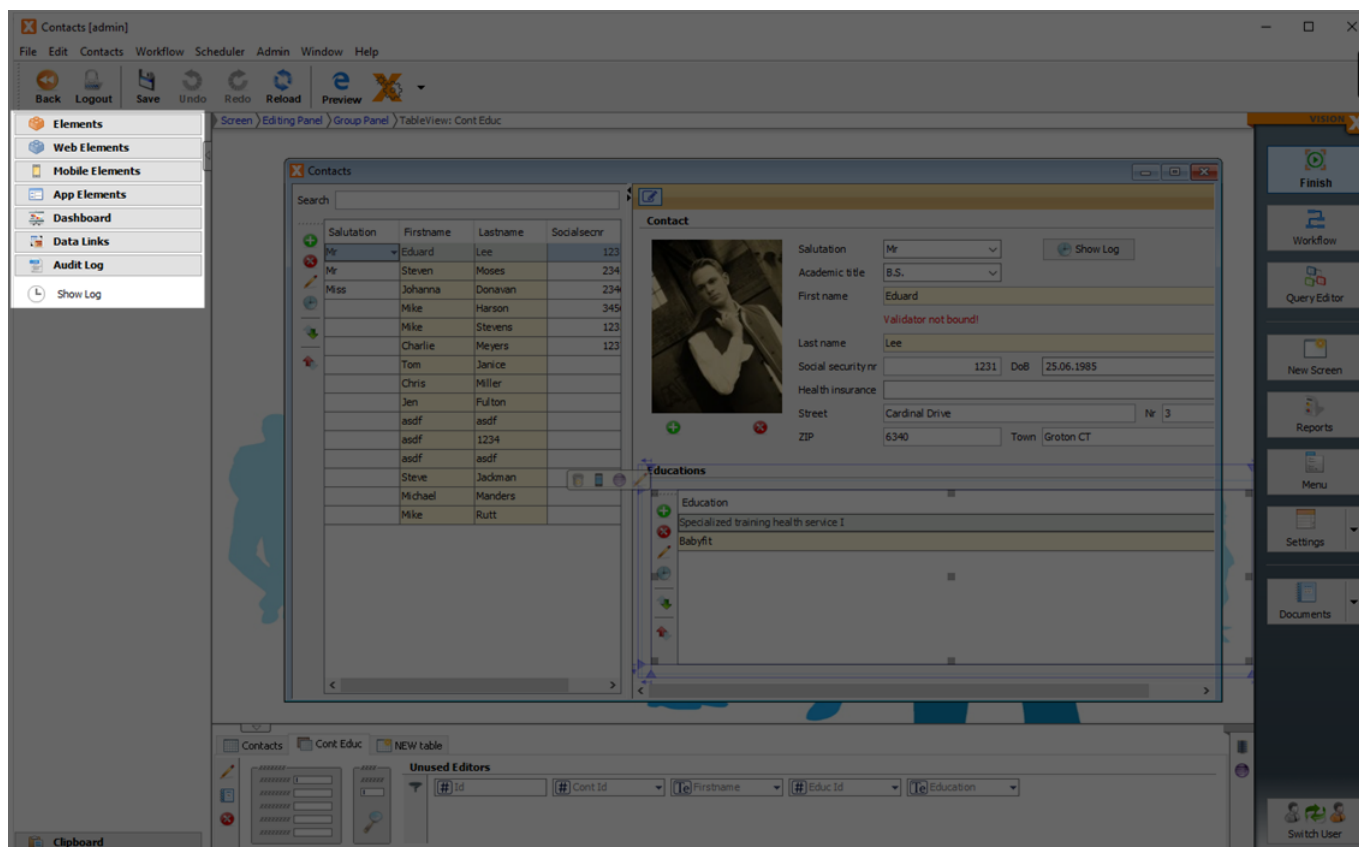 Contacts [admin]
File Edit Contacts Workflow Scheduler Admin Window Help
Back Logout Save Undo Redo Reload Preview
Elements
Web Elements
Mobile Elements
App Elements
Dashboard
Data Links
Audit Log
Show Log
Clipboard
Screen Editing Panel Group Panel TableView: Cont Educ
Contacts
Search
Salutation Firstname Lastname Socialsecnr
Mr Eduard Lee 123
Mr Steven Moses 234
Miss Johanna Donavan 234
Mike Harson 345
Mike Stevens 123
Charlie Meyers 123
Tom Janice
Chris Miller
Jen Fulton
asdf asdf
asdf 1234
asdf asdf
Steve Jackman
Michael Manders
Mike Rutt
Contact
Salutation Mr Show Log
Academic title B.S.
First name Eduard
Validator not bound!
Last name Lee
Social security nr 1231 DoB 25.06.1985
Health insurance
Street Cardinal Drive Nr 3
ZIP 6340 Town Groton CT
Educations
Education
Specialized training health service I
Babyfit
Contacts Cont Educ NEW table
Unused Editors
# Id # Cont Id Te Firstname # Educ Id Te Education
VISION X
Finish
Workflow
Query Editor
New Screen
Reports
Menu
Settings
Documents
Switch User